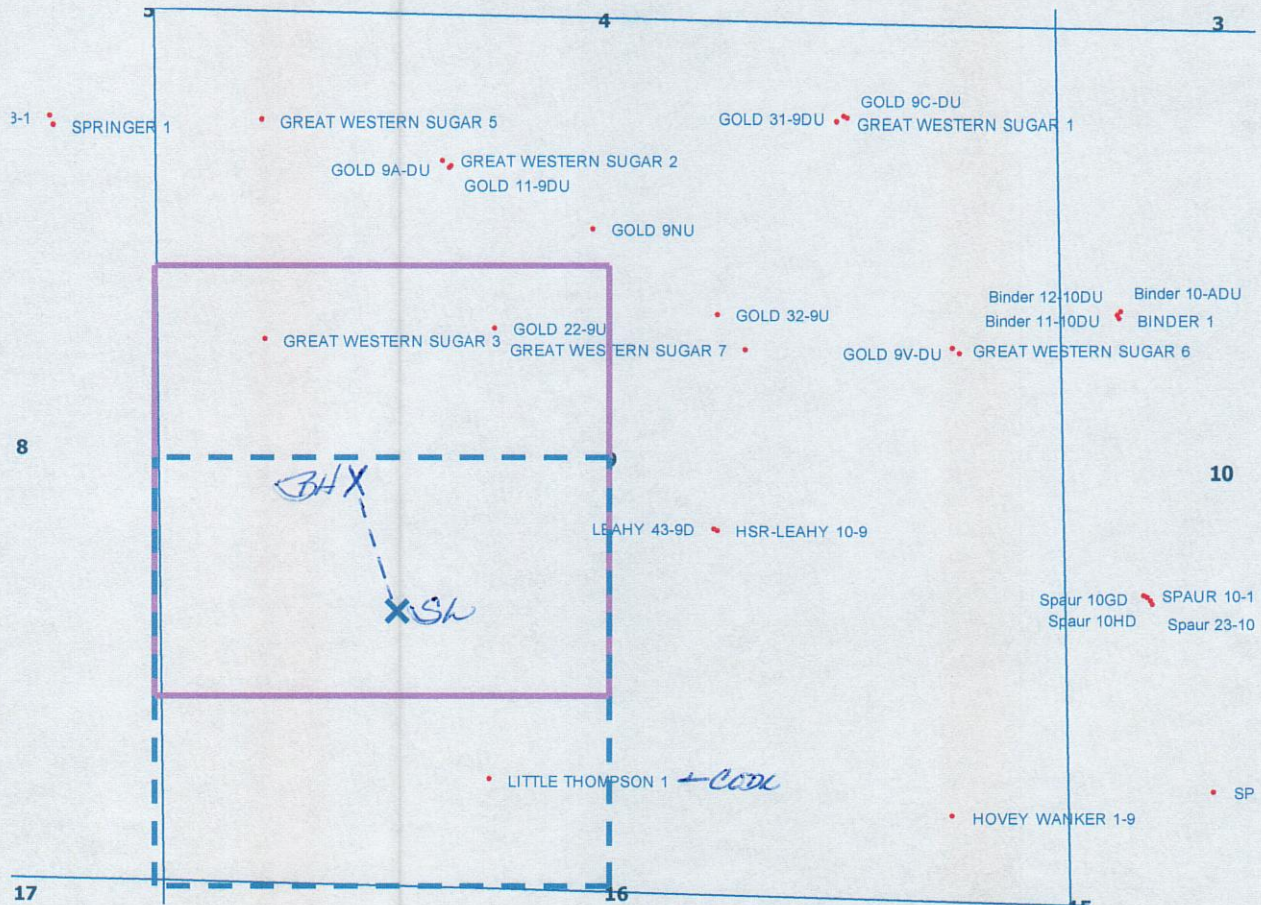 5
4
3
3-1
SPRINGER 1
GREAT WESTERN SUGAR 5
GOLD 31-9DU
GOLD 9C-DU
GREAT WESTERN SUGAR 1
GOLD 9A-DU
GREAT WESTERN SUGAR 2
GOLD 11-9DU
GOLD 9NU
Binder 12-10DU
Binder 10-ADU
GOLD 32-9U
Binder 11-10DU
BINDER 1
GOLD 22-9U
GREAT WESTERN SUGAR 3
GREAT WESTERN SUGAR 7
GOLD 9V-DU
GREAT WESTERN SUGAR 6
8
9
10
BH X
LEAHY 43-9D
HSR-LEAHY 10-9
X SL
Spaur 10GD
SPAUR 10-1
Spaur 10HD
Spaur 23-10
LITTLE THOMPSON 1
SP
HOVEY WANKER 1-9
17
16
15